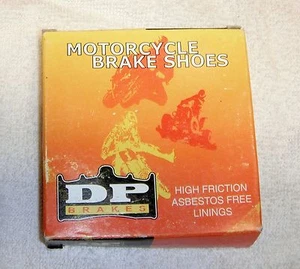 MOTORCYCLE
BRAKE SHOES
DP
BRAKES
HIGH FRICTION
ASBESTOS FREE
LININGS